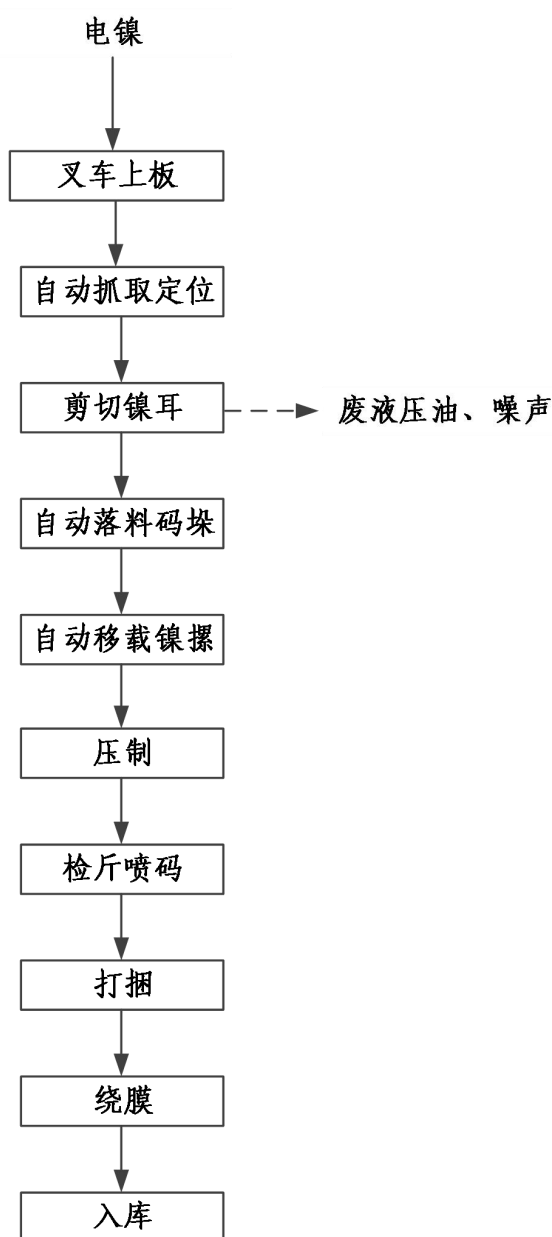 电镍
叉车上板
自动抓取定位
剪切镍耳
废液压油、噪声
自动落料码垛
自动移载镍摞
压制
检斤喷码
打捆
绕膜
入库